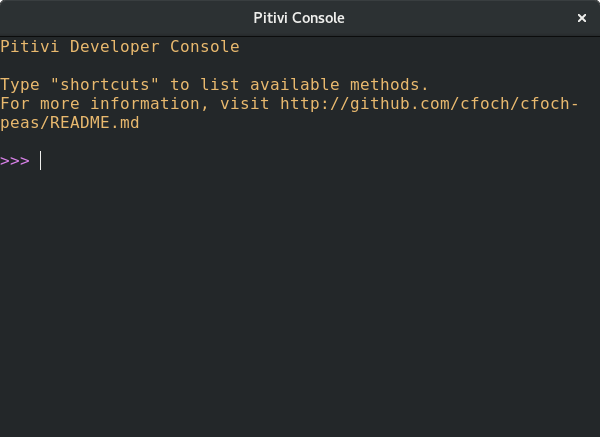 Pitivi Console
Pitivi Developer Console
Type "shortcuts" to list available methods.
For more information, visit http://github.com/cfoch/cfoch-
peas/README.md
>>>